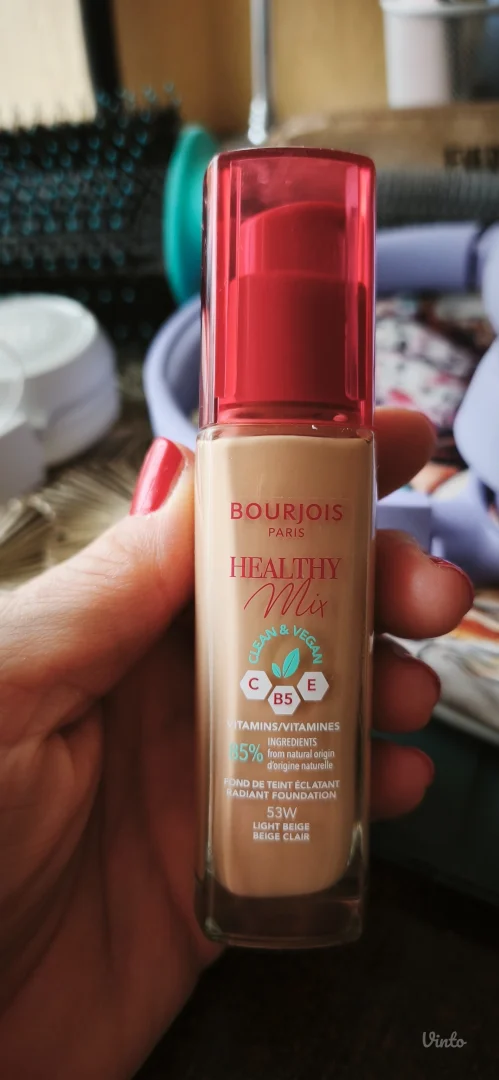 BOURJOIS
PARIS
HEALTHY
Mix
CLEAN & VEGAN
C
B5
E
VITAMINS/VITAMINES
85%
INGREDIENTS
from natural origin
d'origine naturelle
FOND DE TEINT ÉCLATANT
RADIANT FOUNDATION
53W
LIGHT BEIGE
BEIGE CLAIR
Vinto